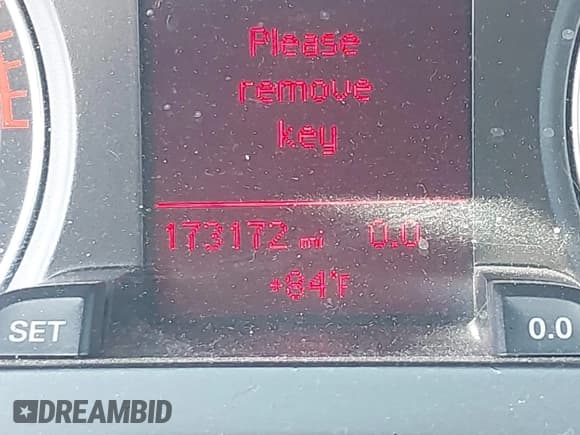 Please
remove
key
173172 mi 0.0
+84°F
SET
0.0
DREAMBID